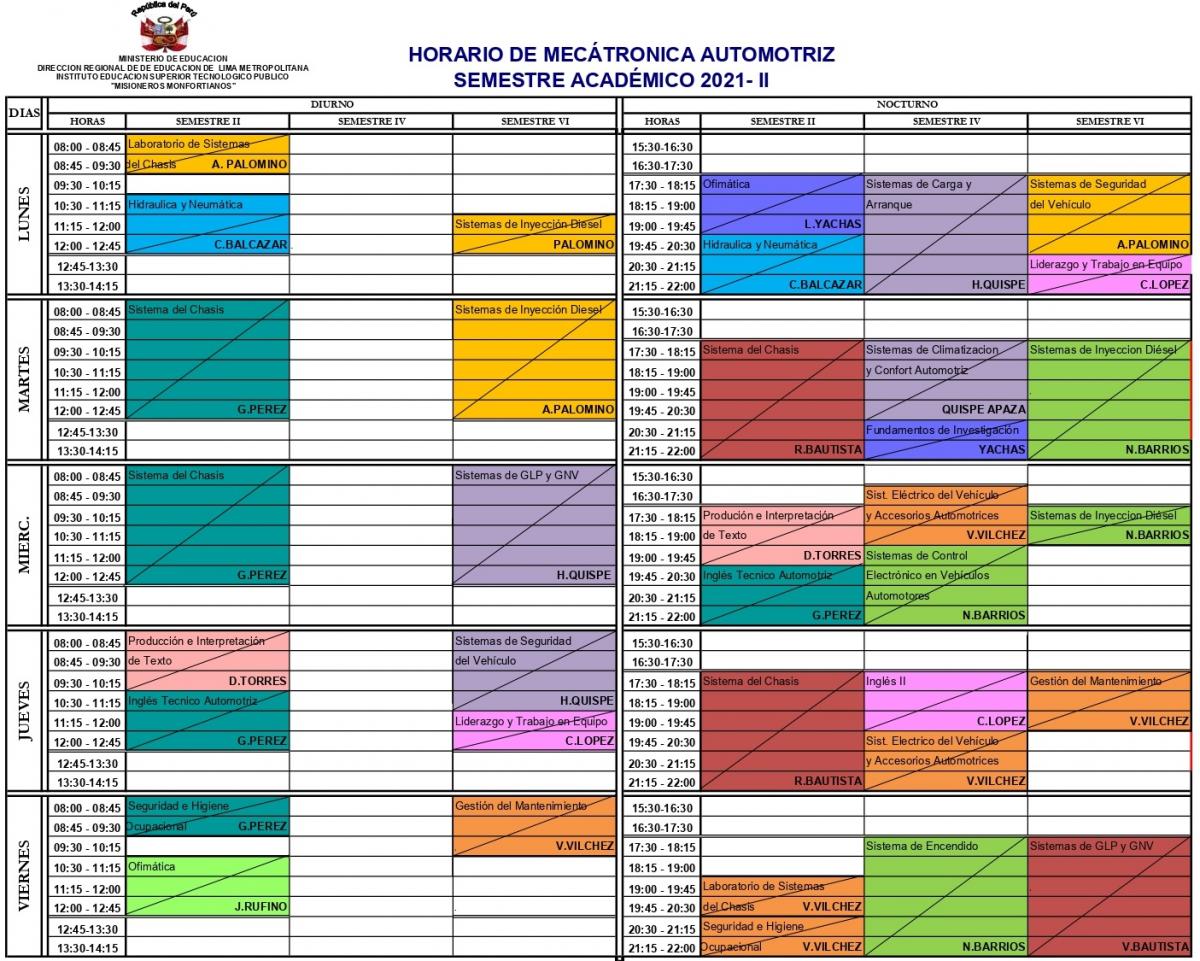 República del Perú
MINISTERIO DE EDUCACION
DIRECCION REGIONAL DE DE EDUCACION DE LIMA METROPOLITANA
INSTITUTO EDUCACION SUPERIOR TECNOLOGICO PUBLICO
"MISIONEROS MONFORTIANOS"
HORARIO DE MECÁTRONICA AUTOMOTRIZ
SEMESTRE ACADÉMICO 2021- II
DIAS DIURNO NOCTURNO
HORAS SEMESTRE II SEMESTRE IV SEMESTRE VI HORAS SEMESTRE II SEMESTRE IV SEMESTRE VI
LUNES
08:00 - 08:45 Laboratorio de Sistemas 15:30-16:30
08:45 - 09:30 del Chasis A. PALOMINO 16:30-17:30
09:30 - 10:15 17:30 - 18:15 Ofimática Sistemas de Carga y Sistemas de Seguridad
10:30 - 11:15 Hidraulica y Neumática 18:15 - 19:00 Arranque del Vehículo
11:15 - 12:00 Sistemas de Inyección Diesel 19:00 - 19:45 L.YACHAS
12:00 - 12:45 C.BALCAZAR PALOMINO 19:45 - 20:30 Hidraulica y Neumática A.PALOMINO
12:45-13:30 20:30 - 21:15 Liderazgo y Trabajo en Equipo
13:30-14:15 21:15 - 22:00 C.BALCAZAR H.QUISPE C.LOPEZ
MARTES
08:00 - 08:45 Sistema del Chasis Sistemas de Inyección Diesel 15:30-16:30
08:45 - 09:30 16:30-17:30
09:30 - 10:15 17:30 - 18:15 Sistema del Chasis Sistemas de Climatizacion Sistemas de Inyeccion Diésel
10:30 - 11:15 18:15 - 19:00 y Confort Automotriz
11:15 - 12:00 19:00 - 19:45
12:00 - 12:45 G.PEREZ A.PALOMINO 19:45 - 20:30 QUISPE APAZA
12:45-13:30 20:30 - 21:15 Fundamentos de Investigación
13:30-14:15 21:15 - 22:00 R.BAUTISTA YACHAS N.BARRIOS
MIERC.
08:00 - 08:45 Sistema del Chasis Sistemas de GLP y GNV 15:30-16:30
08:45 - 09:30 16:30-17:30 Sist. Eléctrico del Vehículo
09:30 - 10:15 17:30 - 18:15 Produción e Interpretación y Accesorios Automotrices Sistemas de Inyeccion Diésel
10:30 - 11:15 18:15 - 19:00 de Texto V.VILCHEZ N.BARRIOS
11:15 - 12:00 19:00 - 19:45 D.TORRES Sistemas de Control
12:00 - 12:45 G.PEREZ H.QUISPE 19:45 - 20:30 Inglés Tecnico Automotriz Electrónico en Vehículos
12:45-13:30 20:30 - 21:15 Automotores
13:30-14:15 21:15 - 22:00 G.PEREZ N.BARRIOS
JUEVES
08:00 - 08:45 Producción e Interpretación Sistemas de Seguridad 15:30-16:30
08:45 - 09:30 de Texto del Vehículo 16:30-17:30
09:30 - 10:15 D.TORRES 17:30 - 18:15 Sistema del Chasis Inglés II Gestión del Mantenimiento
10:30 - 11:15 Inglés Tecnico Automotriz H.QUISPE 18:15 - 19:00
11:15 - 12:00 Liderazgo y Trabajo en Equipo 19:00 - 19:45 C.LOPEZ V.VILCHEZ
12:00 - 12:45 G.PEREZ C.LOPEZ 19:45 - 20:30 Sist. Electrico del Vehículo
12:45-13:30 20:30 - 21:15 y Accesorios Automotrices
13:30-14:15 21:15 - 22:00 R.BAUTISTA V.VILCHEZ
VIERNES
08:00 - 08:45 Seguridad e Higiene Gestión del Mantenimiento 15:30-16:30
08:45 - 09:30 Ocupacional G.PEREZ 16:30-17:30
09:30 - 10:15 V.VILCHEZ 17:30 - 18:15 Sistema de Encendido Sistemas de GLP y GNV
10:30 - 11:15 Ofimática 18:15 - 19:00
11:15 - 12:00 19:00 - 19:45 Laboratorio de Sistemas
12:00 - 12:45 J.RUFINO 19:45 - 20:30 del Chasis V.VILCHEZ
12:45-13:30 20:30 - 21:15 Seguridad e Higiene
13:30-14:15 21:15 - 22:00 Ocupacional V.VILCHEZ N.BARRIOS V.BAUTISTA